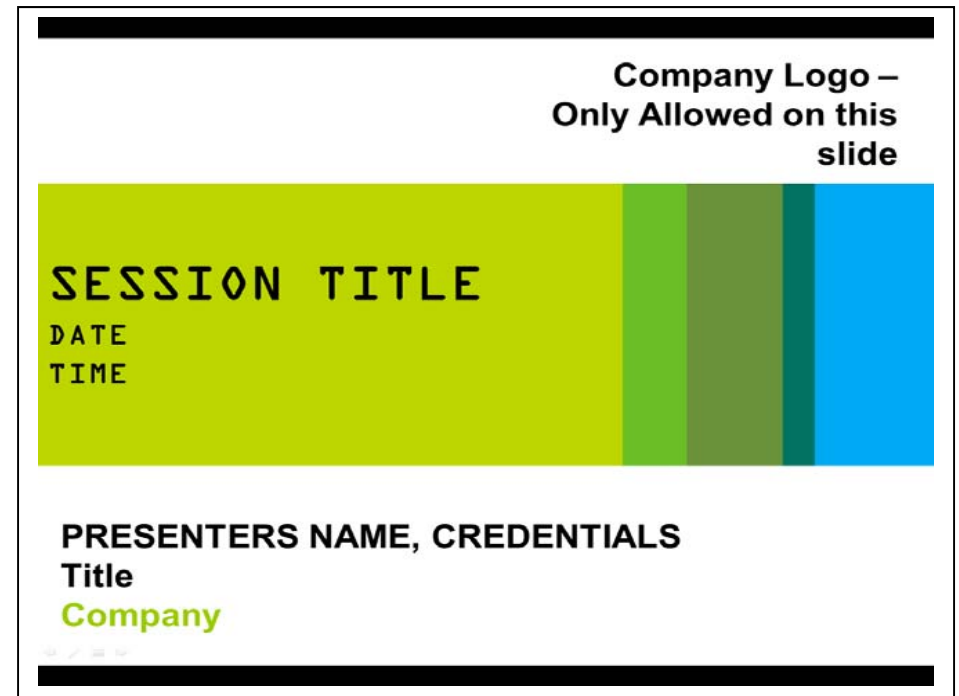 Company Logo –
Only Allowed on this
slide
SESSION TITLE
DATE
TIME
PRESENTERS NAME, CREDENTIALS
Title
Company